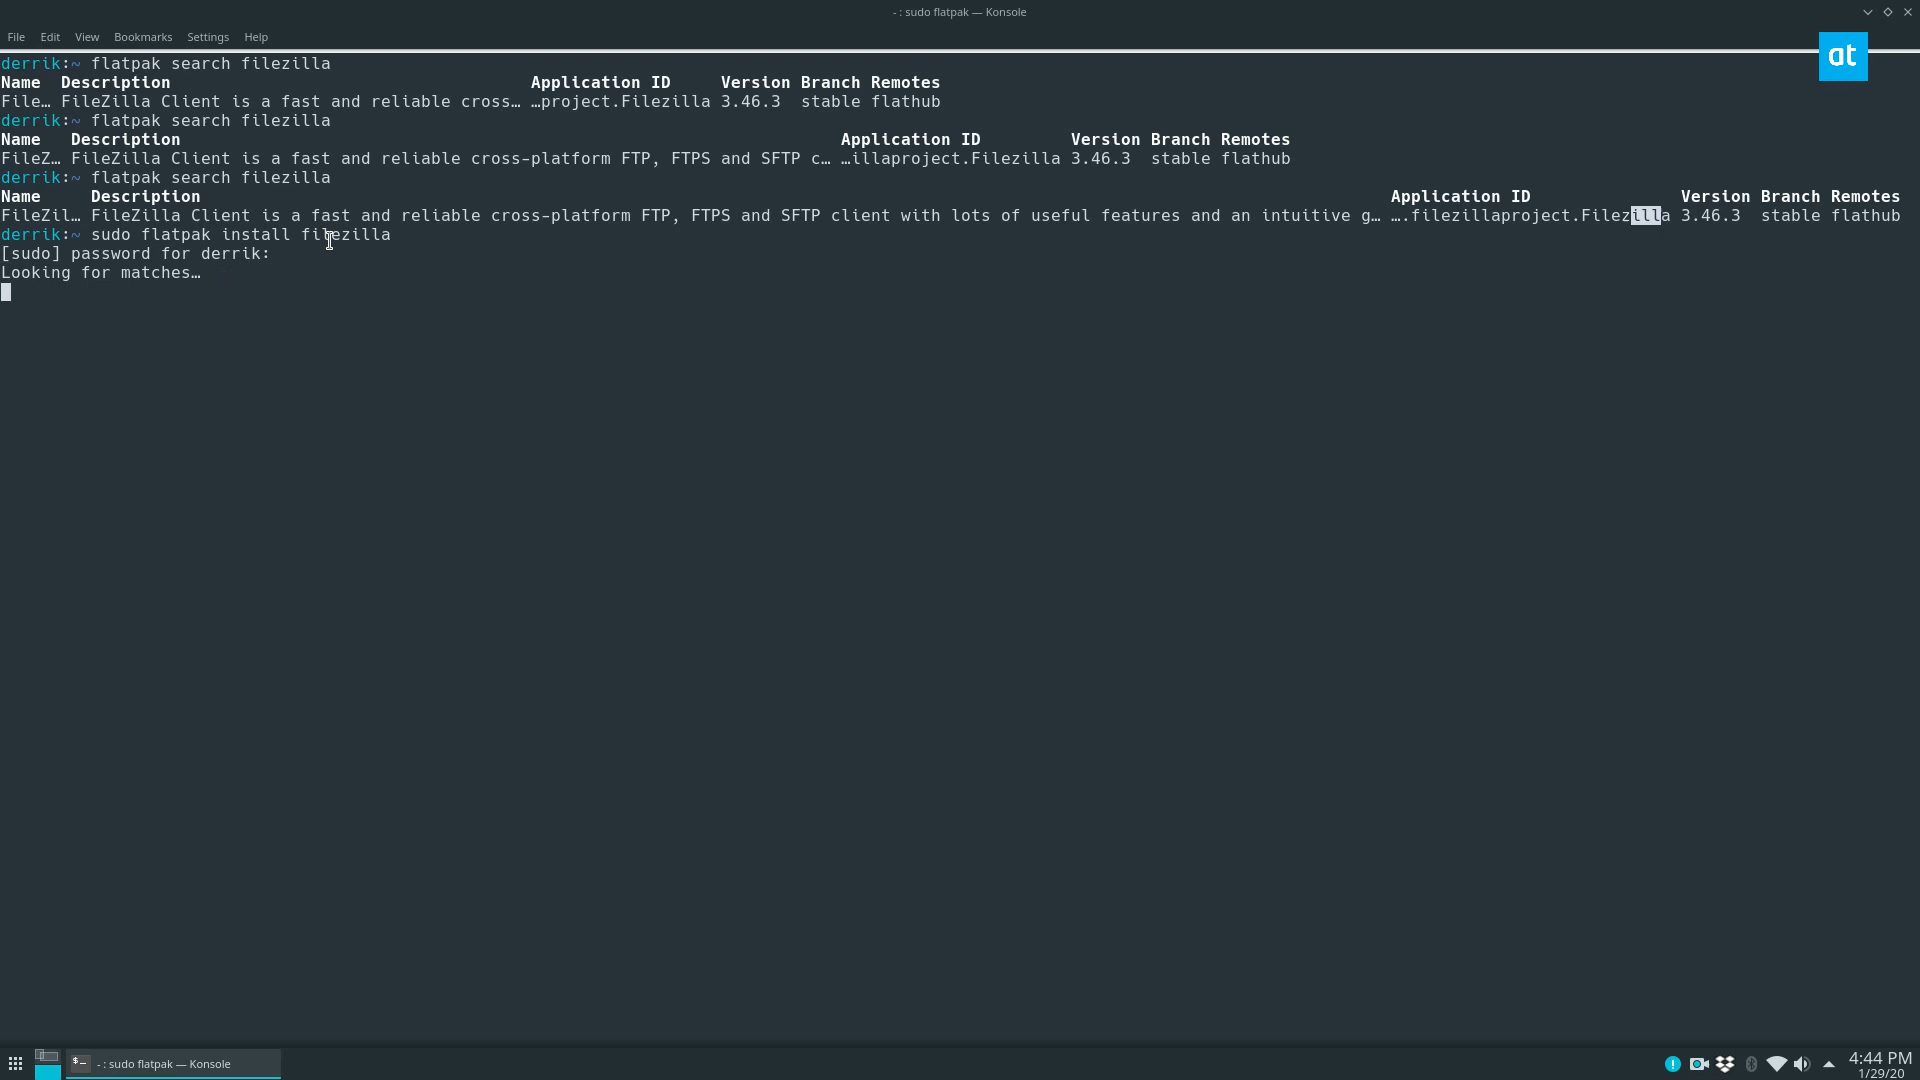 - : sudo flatpak — Konsole
File Edit View Bookmarks Settings Help
at
derrik:~ flatpak search filezilla
Name Description Application ID Version Branch Remotes
File… FileZilla Client is a fast and reliable cross… …project.Filezilla 3.46.3 stable flathub
derrik:~ flatpak search filezilla
Name Description Application ID Version Branch Remotes
FileZ… FileZilla Client is a fast and reliable cross-platform FTP, FTPS and SFTP c… …illaproject.Filezilla 3.46.3 stable flathub
derrik:~ flatpak search filezilla
Name Description Application ID Version Branch Remotes
FileZil… FileZilla Client is a fast and reliable cross-platform FTP, FTPS and SFTP client with lots of useful features and an intuitive g… ….filezillaproject.Filezilla 3.46.3 stable flathub
derrik:~ sudo flatpak install filezilla
[sudo] password for derrik:
Looking for matches…
- : sudo flatpak — Konsole
4:44 PM
1/29/20